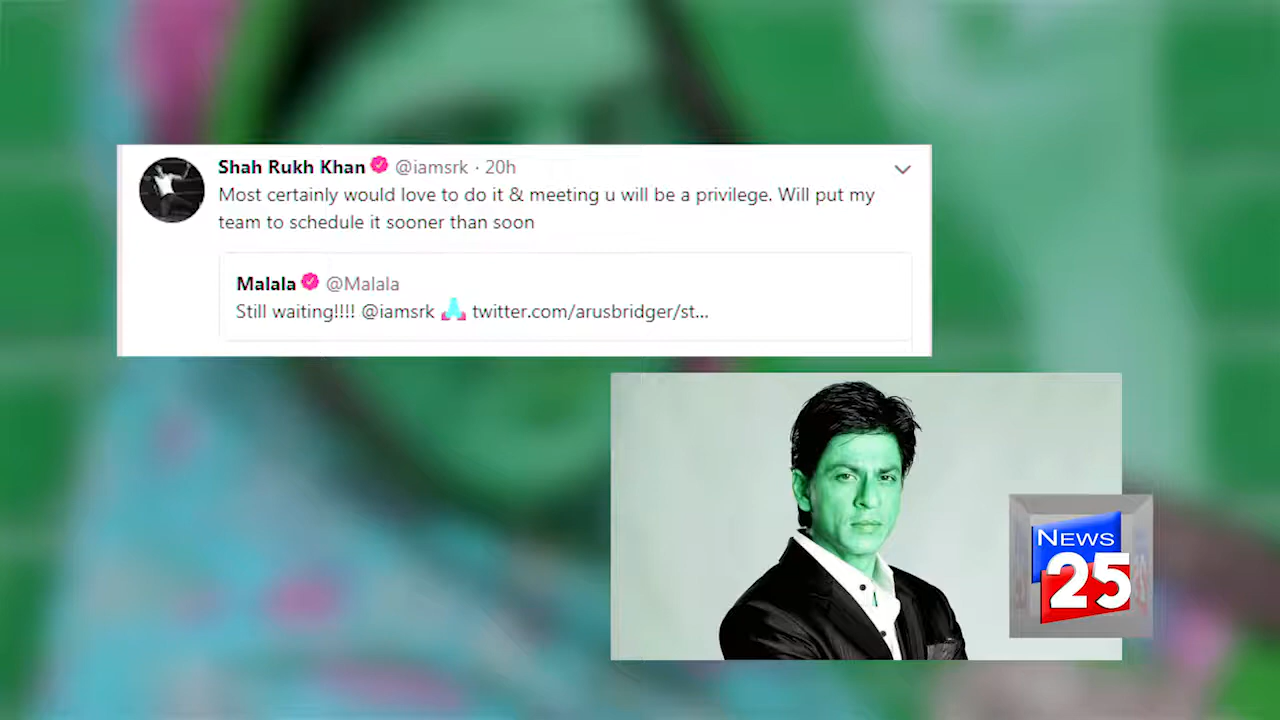 Shah Rukh Khan @iamsrk · 20h
Most certainly would love to do it & meeting u will be a privilege. Will put my
team to schedule it sooner than soon
Malala @Malala
Still waiting!!!! @iamsrk 🙏 twitter.com/arusbridger/st...
NEWS
25